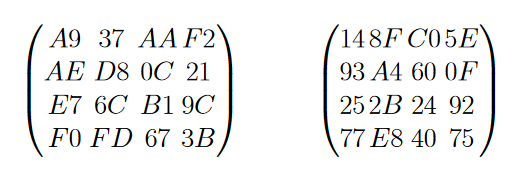 A9 37 AA F2 14 8F C0 5E
AE D8 0C 21 93 A4 60 0F
E7 6C B1 9C 25 2B 24 92
F0 FD 67 3B 77 E8 40 75